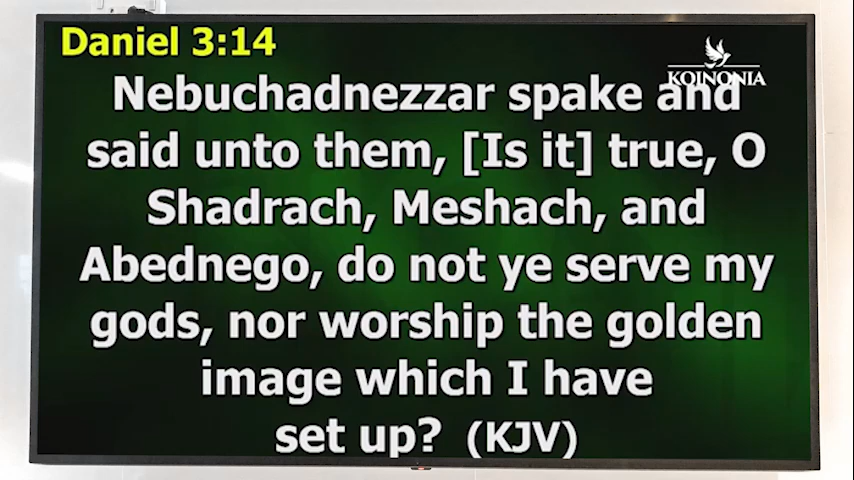 Daniel 3:14
KOINONIA
Nebuchadnezzar spake and
said unto them, [Is it] true, O
Shadrach, Meshach, and
Abednego, do not ye serve my
gods, nor worship the golden
image which I have
set up? (KJV)